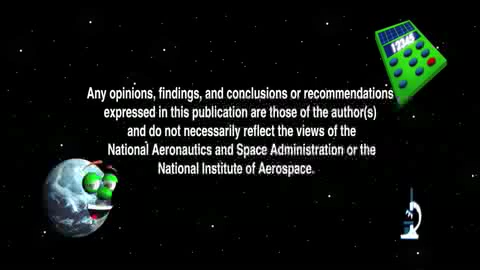 12345
Any opinions, findings, and conclusions or recommendations
expressed in this publication are those of the author(s)
and do not necessarily reflect the views of the
National Aeronautics and Space Administration or the
National Institute of Aerospace.